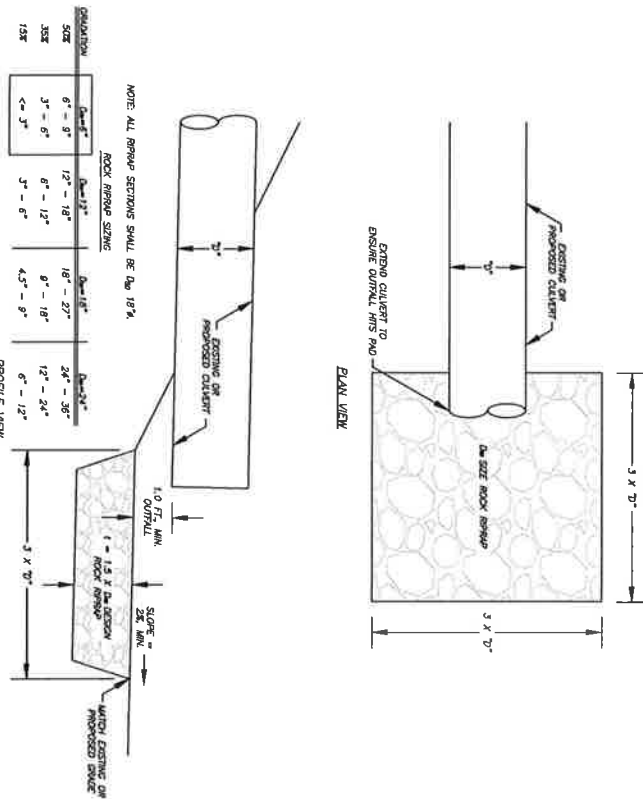 EXISTING OR
PROPOSED CULVERT
"D"
EXTEND CULVERT TO
ENSURE OUTFALL HITS PAD
3 X "D"
SIZE ROCK RIPRAP
3 X "D"
PLAN VIEW
"D"
EXISTING OR
PROPOSED CULVERT
1.0 FT., MIN.
OUTFALL
SLOPE =
2%, MIN.
t = 1.5 X D₅₀ DESIGN
ROCK RIPRAP
3 X "D"
MATCH EXISTING OR
PROPOSED GRADE
PROFILE VIEW
NOTE: ALL RIPRAP SECTIONS SHALL BE D₅₀ 18"
ROCK RIPRAP SIZING
GRADATION D₅₀=6" D₅₀=12" D₅₀=18" D₅₀=24"
50% 6" - 9" 12" - 18" 18" - 27" 24" - 36"
35% 3" - 6" 8" - 12" 9" - 18" 12" - 24"
15% <= 3" 3" - 6" 4.5" - 9" 6" - 12"